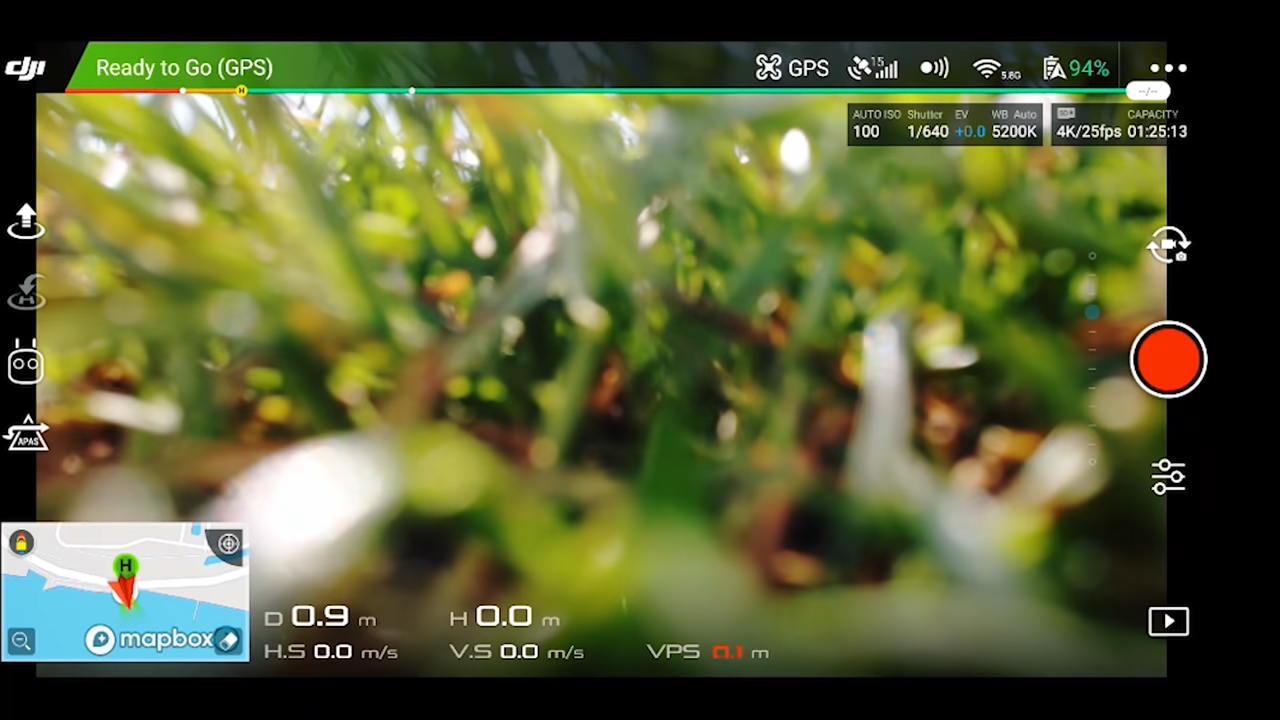 dji
Ready to Go (GPS)
GPS
15
5.8G
94%
H
--/--
AUTO ISO Shutter EV WB Auto
100 1/640 +0.0 5200K
CAPACITY
4K/25fps 01:25:13
H
APAS
H
mapbox
D 0.9 m H 0.0 m
H.S 0.0 m/s V.S 0.0 m/s VPS 0.1 m